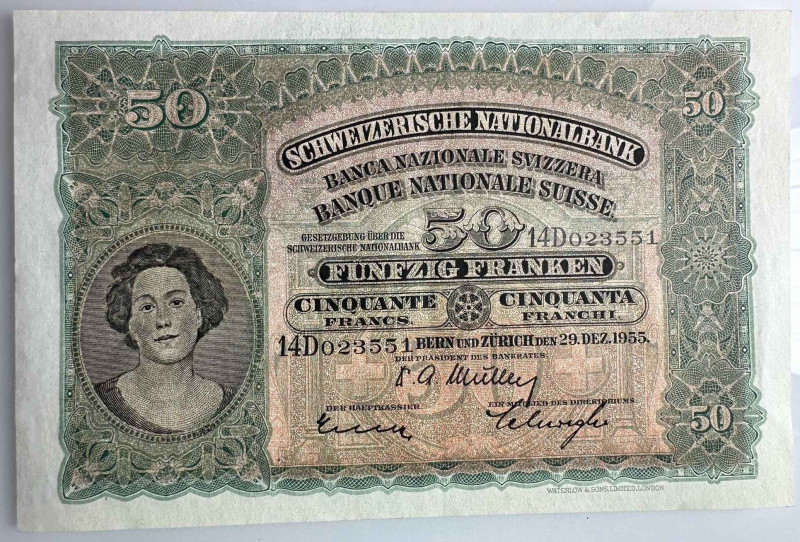 50
50
SCHWEIZERISCHE NATIONALBANK
BANCA NAZIONALE SVIZZERA
BANQUE NATIONALE SUISSE
GESETZGEBUNG ÜBER DIE
SCHWEIZERISCHE NATIONALBANK
50
14D023551
FÜNFZIG FRANKEN
CINQUANTE
FRANCS.
CINQUANTA
FRANCHI.
14D023551 BERN UND ZÜRICH DEN 29. DEZ. 1955.
DER PRÄSIDENT DES BANKRATES.
DER HAUPTKASSIER.
EIN MITGLIED DES DIREKTORIUMS.
50
WATERLOW & SONS, LIMITED, LONDON